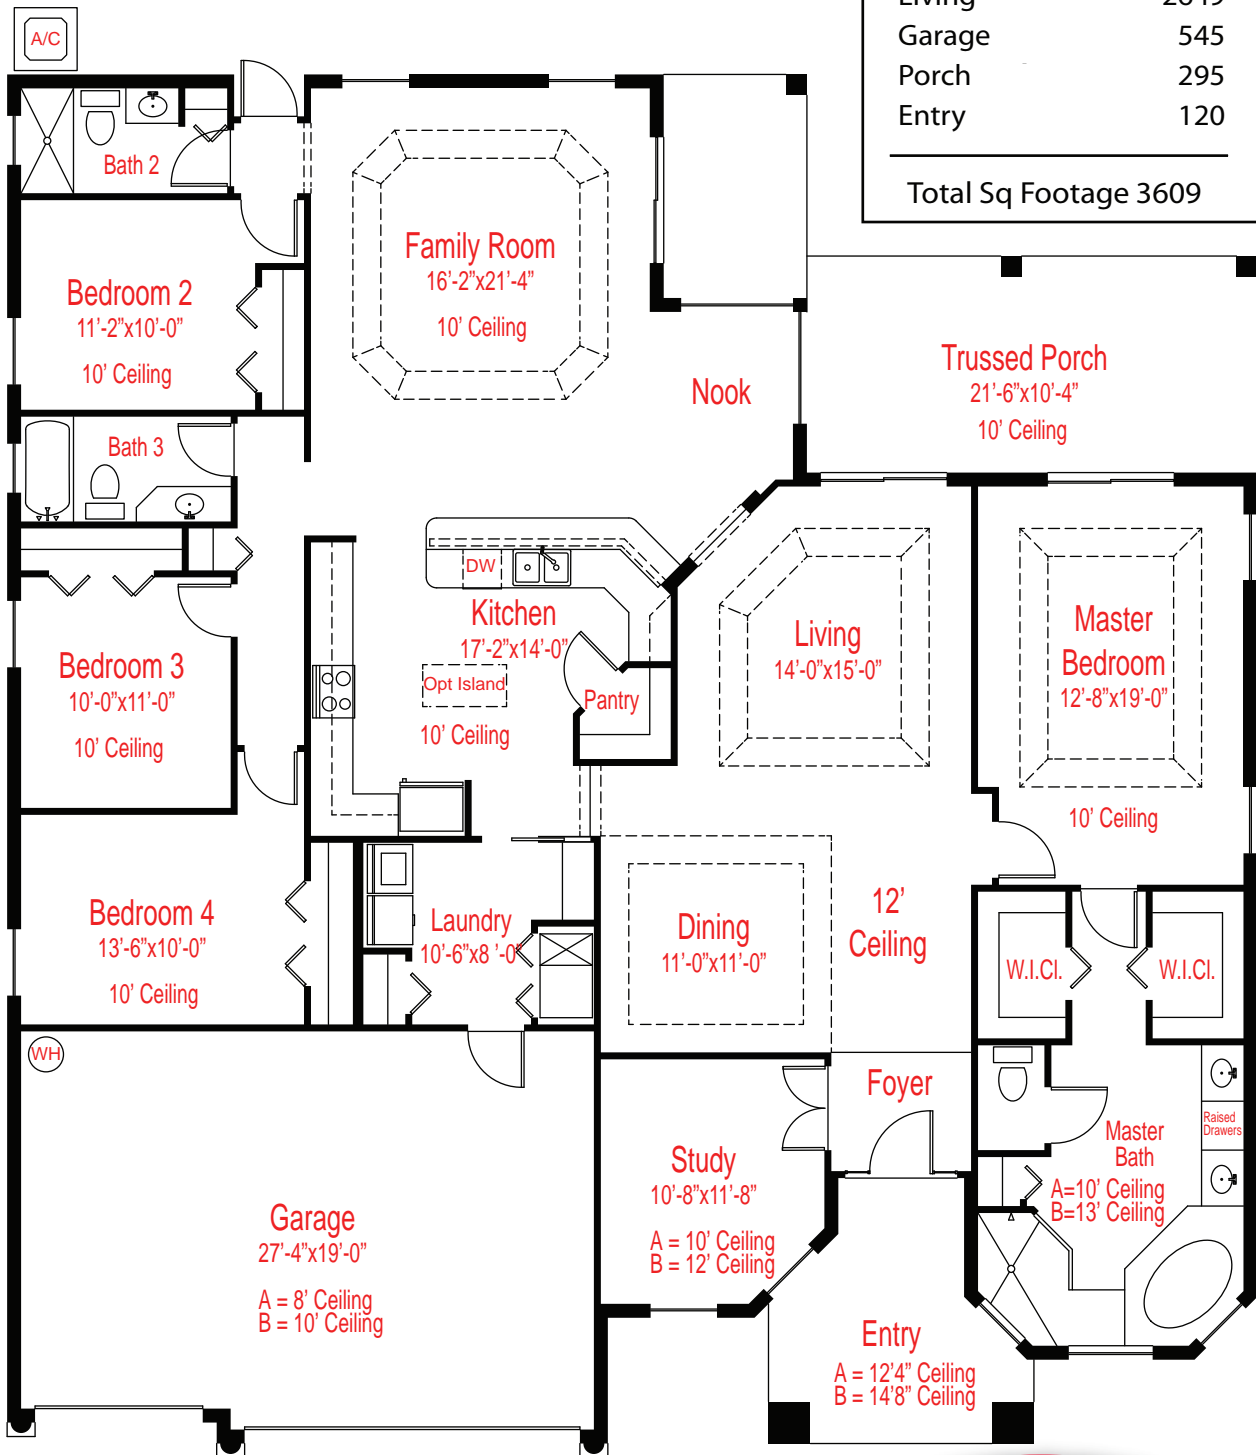 A/C
Living 2649
Garage 545
Porch 295
Entry 120
Total Sq Footage 3609
Bath 2
Family Room
16'-2"x21'-4"
10' Ceiling
Bedroom 2
11'-2"x10'-0"
10' Ceiling
Nook
Trussed Porch
21'-6"x10'-4"
10' Ceiling
Bath 3
DW
Kitchen
17'-2"x14'-0"
Opt Island
10' Ceiling
Pantry
Living
14'-0"x15'-0"
Master
Bedroom
12'-8"x19'-0"
10' Ceiling
Bedroom 3
10'-0"x11'-0"
10' Ceiling
Bedroom 4
13'-6"x10'-0"
10' Ceiling
Laundry
10'-6"x8 '-0"
Dining
11'-0"x11'-0"
12'
Ceiling
W.I.Cl.
W.I.Cl.
WH
Foyer
Raised
Drawers
Master
Bath
A=10' Ceiling
B=13' Ceiling
Study
10'-8"x11'-8"
A = 10' Ceiling
B = 12' Ceiling
Garage
27'-4"x19'-0"
A = 8' Ceiling
B = 10' Ceiling
Entry
A = 12'4" Ceiling
B = 14'8" Ceiling